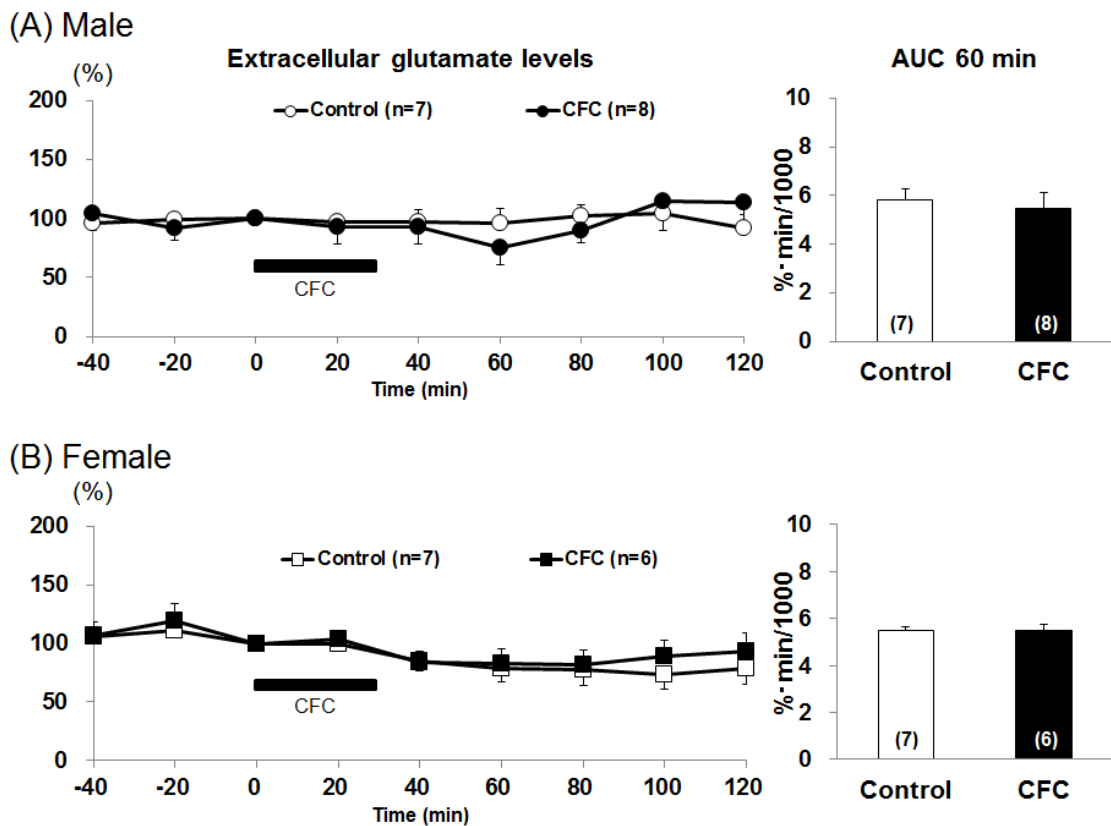 (A) Male
(%)
Extracellular glutamate levels
Control (n=7)
CFC (n=8)
200
150
100
50
0
CFC
-40 -20 0 20 40 60 80 100 120
Time (min)
AUC 60 min
%· min/1000
10
8
6
4
2
0
(7) (8)
Control CFC
(B) Female
(%)
Control (n=7)
CFC (n=6)
200
150
100
50
0
CFC
-40 -20 0 20 40 60 80 100 120
Time (min)
%· min/1000
10
8
6
4
2
0
(7) (6)
Control CFC